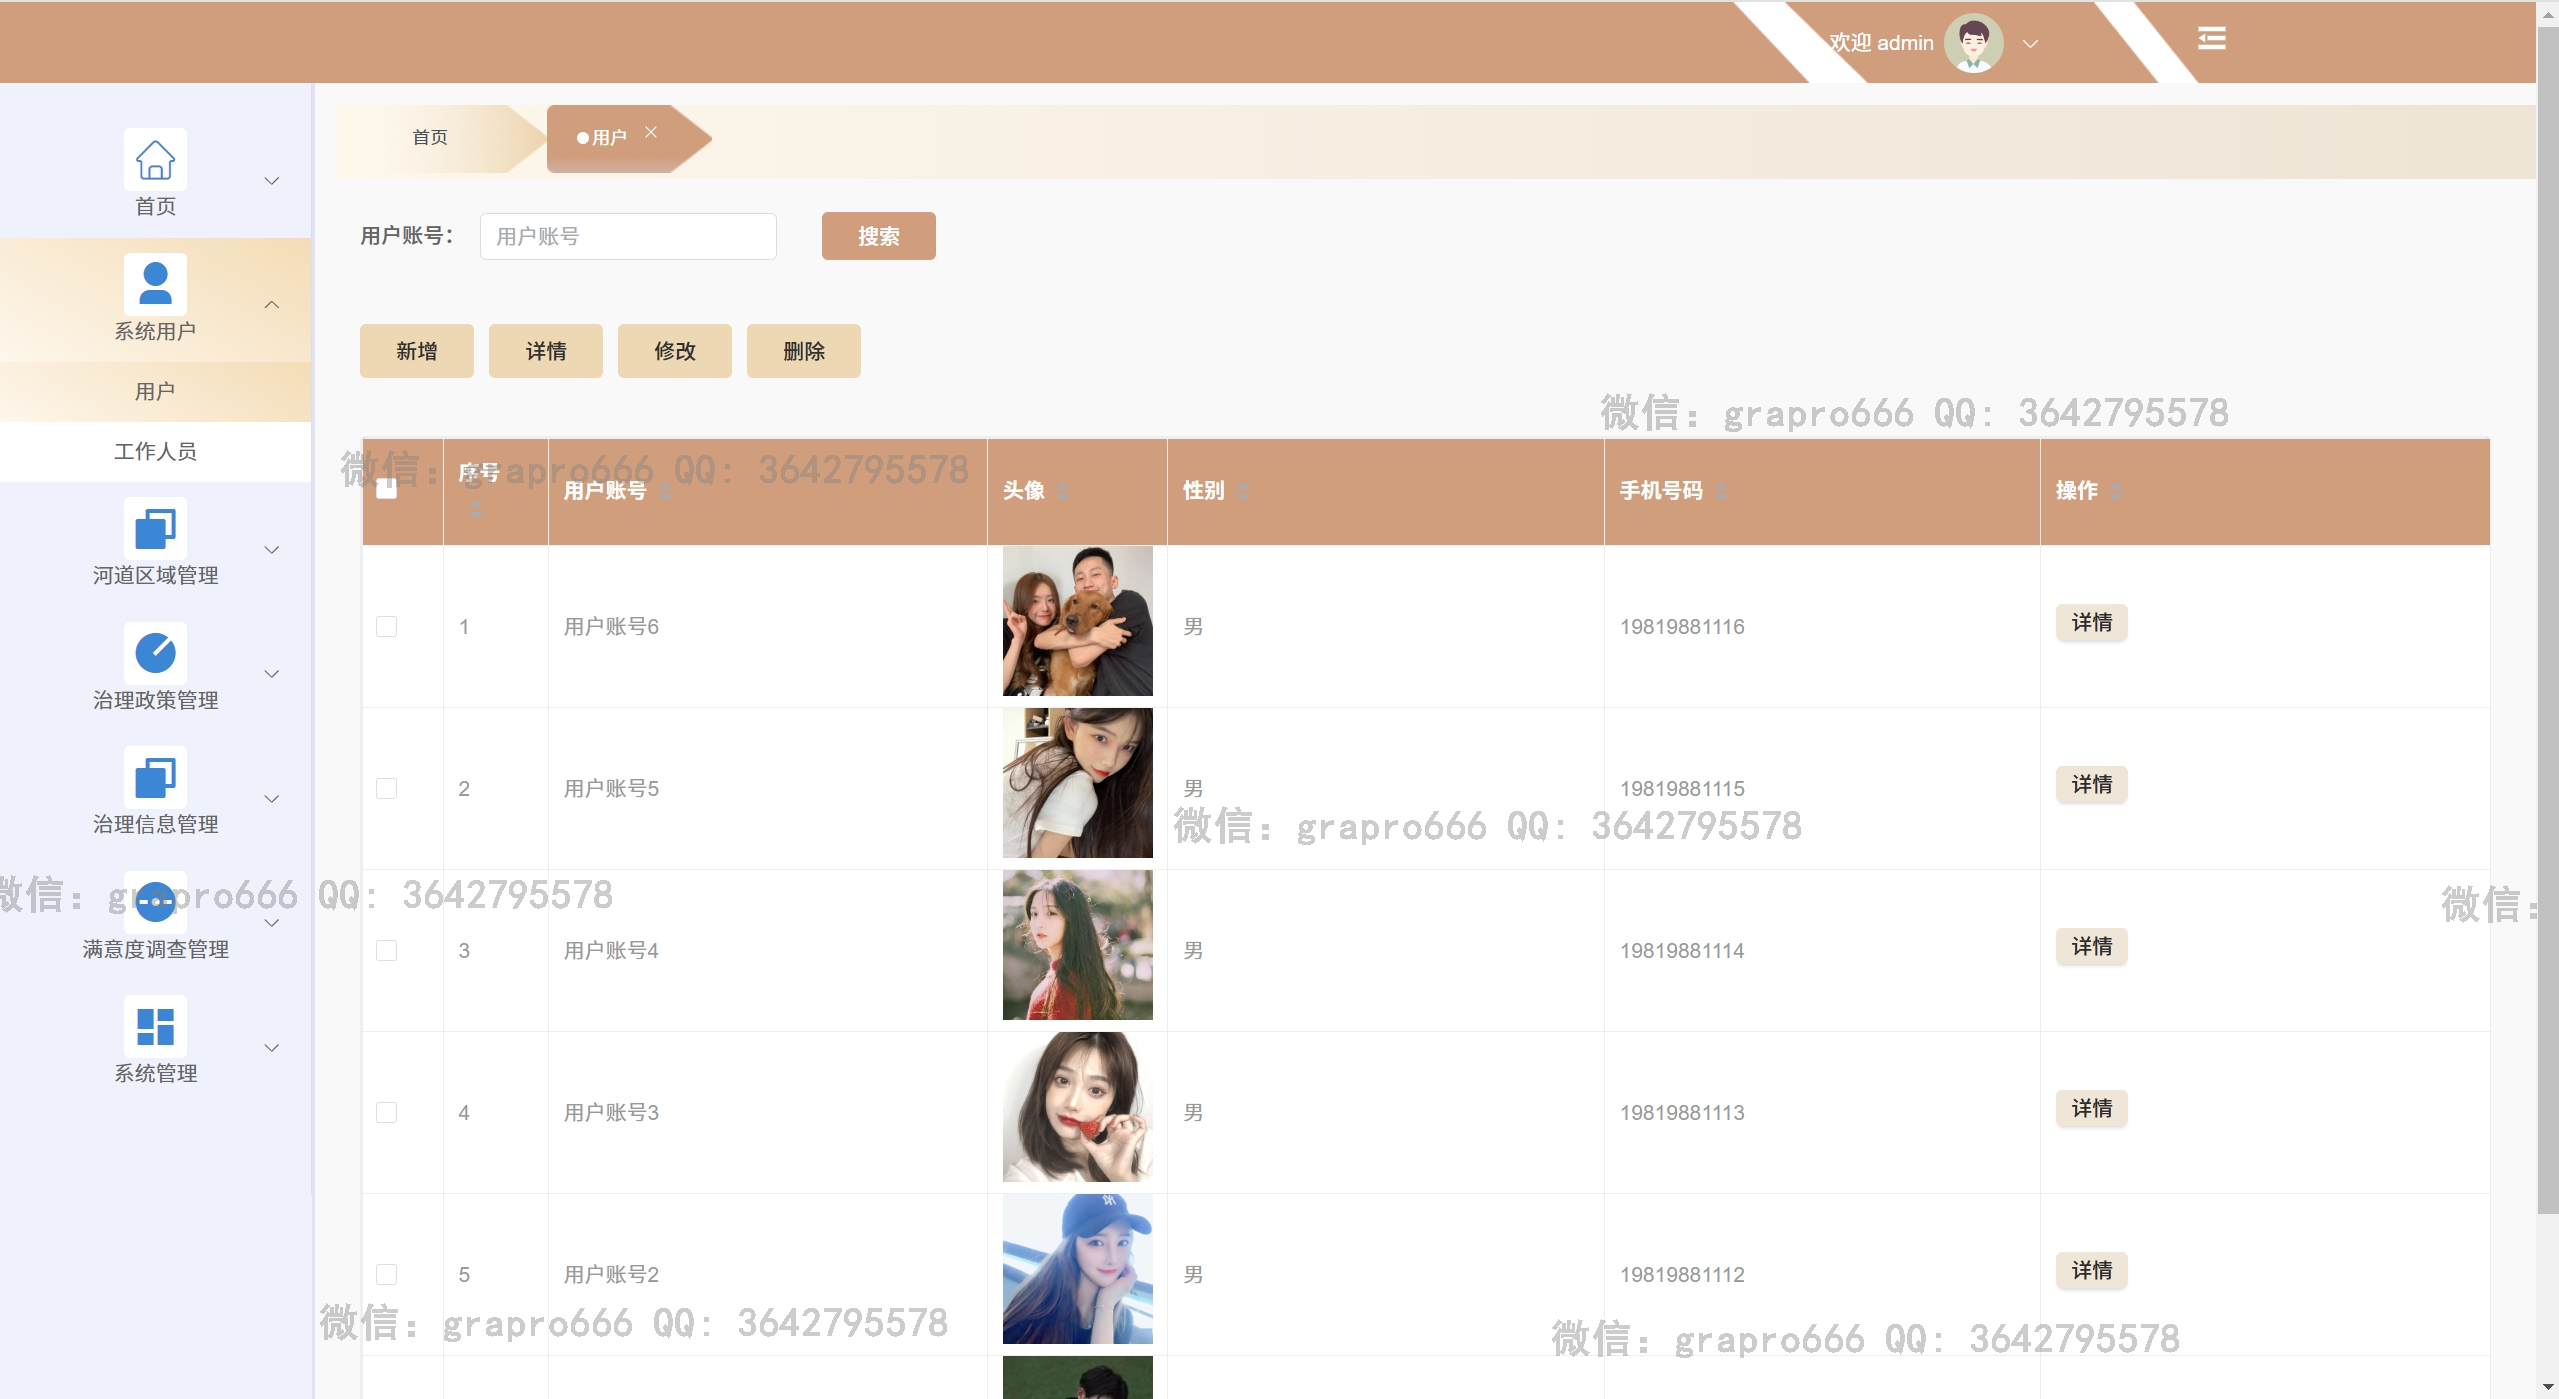 欢迎 admin
首页
用户
首页
系统用户
用户
工作人员
河道区域管理
治理政策管理
治理信息管理
满意度调查管理
系统管理
用户账号：
用户账号
搜索
新增
详情
修改
删除
微信：grapro666 QQ：3642795578
微信：grapro666 QQ：3642795578
序号
用户账号
头像
性别
手机号码
操作
1 用户账号6 男 19819881116 详情
2 用户账号5 男 19819881115 详情
微信：grapro666 QQ：3642795578
微信：grapro666 QQ：3642795578
微信：
3 用户账号4 男 19819881114 详情
4 用户账号3 男 19819881113 详情
5 用户账号2 男 19819881112 详情
微信：grapro666 QQ：3642795578
微信：grapro666 QQ：3642795578